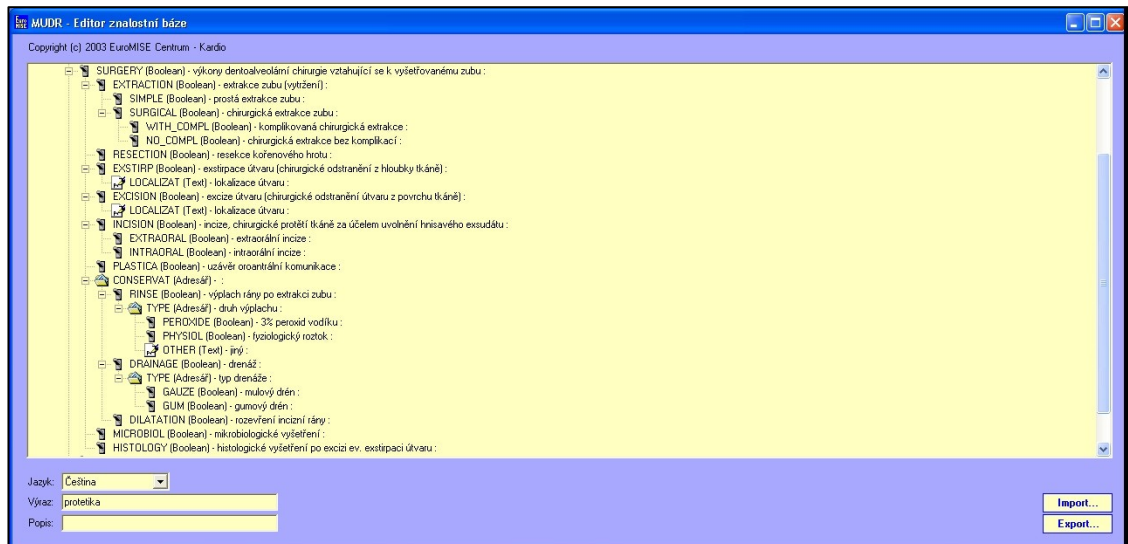 Euro MISE MUDR - Editor znalostní báze
Copyright (c) 2003 EuroMISE Centrum - Kardio
SURGERY (Boolean) - výkony dentoalveolární chirurgie vztahující se k vyšetřovanému zubu :
EXTRACTION (Boolean) - extrakce zubu (vytržení) :
SIMPLE (Boolean) - prostá extrakce zubu :
SURGICAL (Boolean) - chirurgická extrakce zubu :
WITH_COMPL (Boolean) - komplikovaná chirurgická extrakce :
NO_COMPL (Boolean) - chirurgická extrakce bez komplikací :
RESECTION (Boolean) - resekce kořenového hrotu :
EXSTIRP (Boolean) - exstirpace útvaru (chirurgické odstranění z hloubky tkáně) :
LOCALIZAT (Text) - lokalizace útvaru :
EXCISION (Boolean) - excize útvaru (chirurgické odstranění útvaru z povrchu tkáně) :
LOCALIZAT (Text) - lokalizace útvaru :
INCISION (Boolean) - incize, chirurgické protětí tkáně za účelem uvolnění hnisavého exsudátu :
EXTRAORAL (Boolean) - extraorální incize :
INTRAORAL (Boolean) - intraorální incize :
PLASTICA (Boolean) - uzávěr oroantrální komunikace :
CONSERVAT (Adresář) - :
RINSE (Boolean) - výplach rány po extrakci zubu :
TYPE (Adresář) - druh výplachu :
PEROXIDE (Boolean) - 3% peroxid vodíku :
PHYSIOL (Boolean) - fyziologický roztok :
OTHER (Text) - jiný :
DRAINAGE (Boolean) - drenáž :
TYPE (Adresář) - typ drenáže :
GAUZE (Boolean) - mulový drén :
GUM (Boolean) - gumový drén :
DILATATION (Boolean) - rozevření incizní rány :
MICROBIOL (Boolean) - mikrobiologické vyšetření :
HISTOLOGY (Boolean) - histologické vyšetření po excizi ev. exstirpaci útvaru :
Jazyk: Čeština
Výraz: protetika
Popis:
Import...
Export...